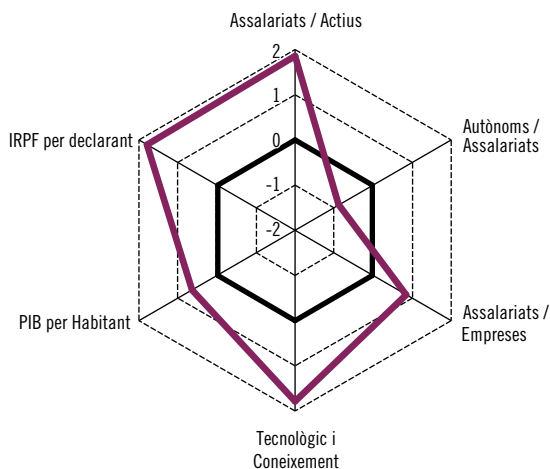 Assalariats / Actius
2
1
0
-1
-2
IRPF per declarant
Autònoms /
Assalariats
PIB per Habitant
Assalariats /
Empreses
Tecnològic i
Coneixement